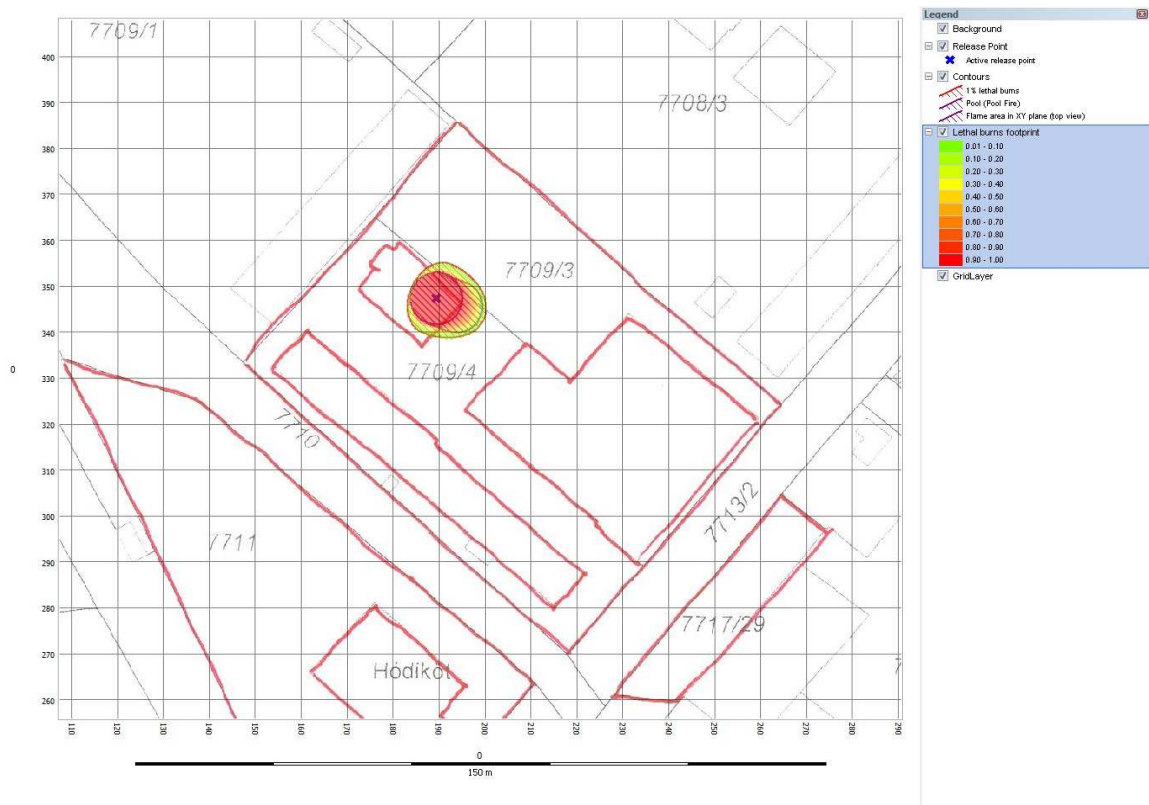 7709/1
7708/3
7709/3
7709/4
7710
7711
7713/2
7717/29
Hódikót
400
390
380
370
360
350
340
330
320
310
300
290
280
270
260
0
110
120
130
140
150
160
170
180
190
200
210
220
230
240
250
260
270
280
290
0
150 m
Legend
Background
Release Point
Active release point
Contours
1% lethal burns
Pool (Pool Fire)
Flame area in XY plane (top view)
Lethal burns footprint
0.01 - 0.10
0.10 - 0.20
0.20 - 0.30
0.30 - 0.40
0.40 - 0.50
0.50 - 0.60
0.60 - 0.70
0.70 - 0.80
0.80 - 0.90
0.90 - 1.00
GridLayer